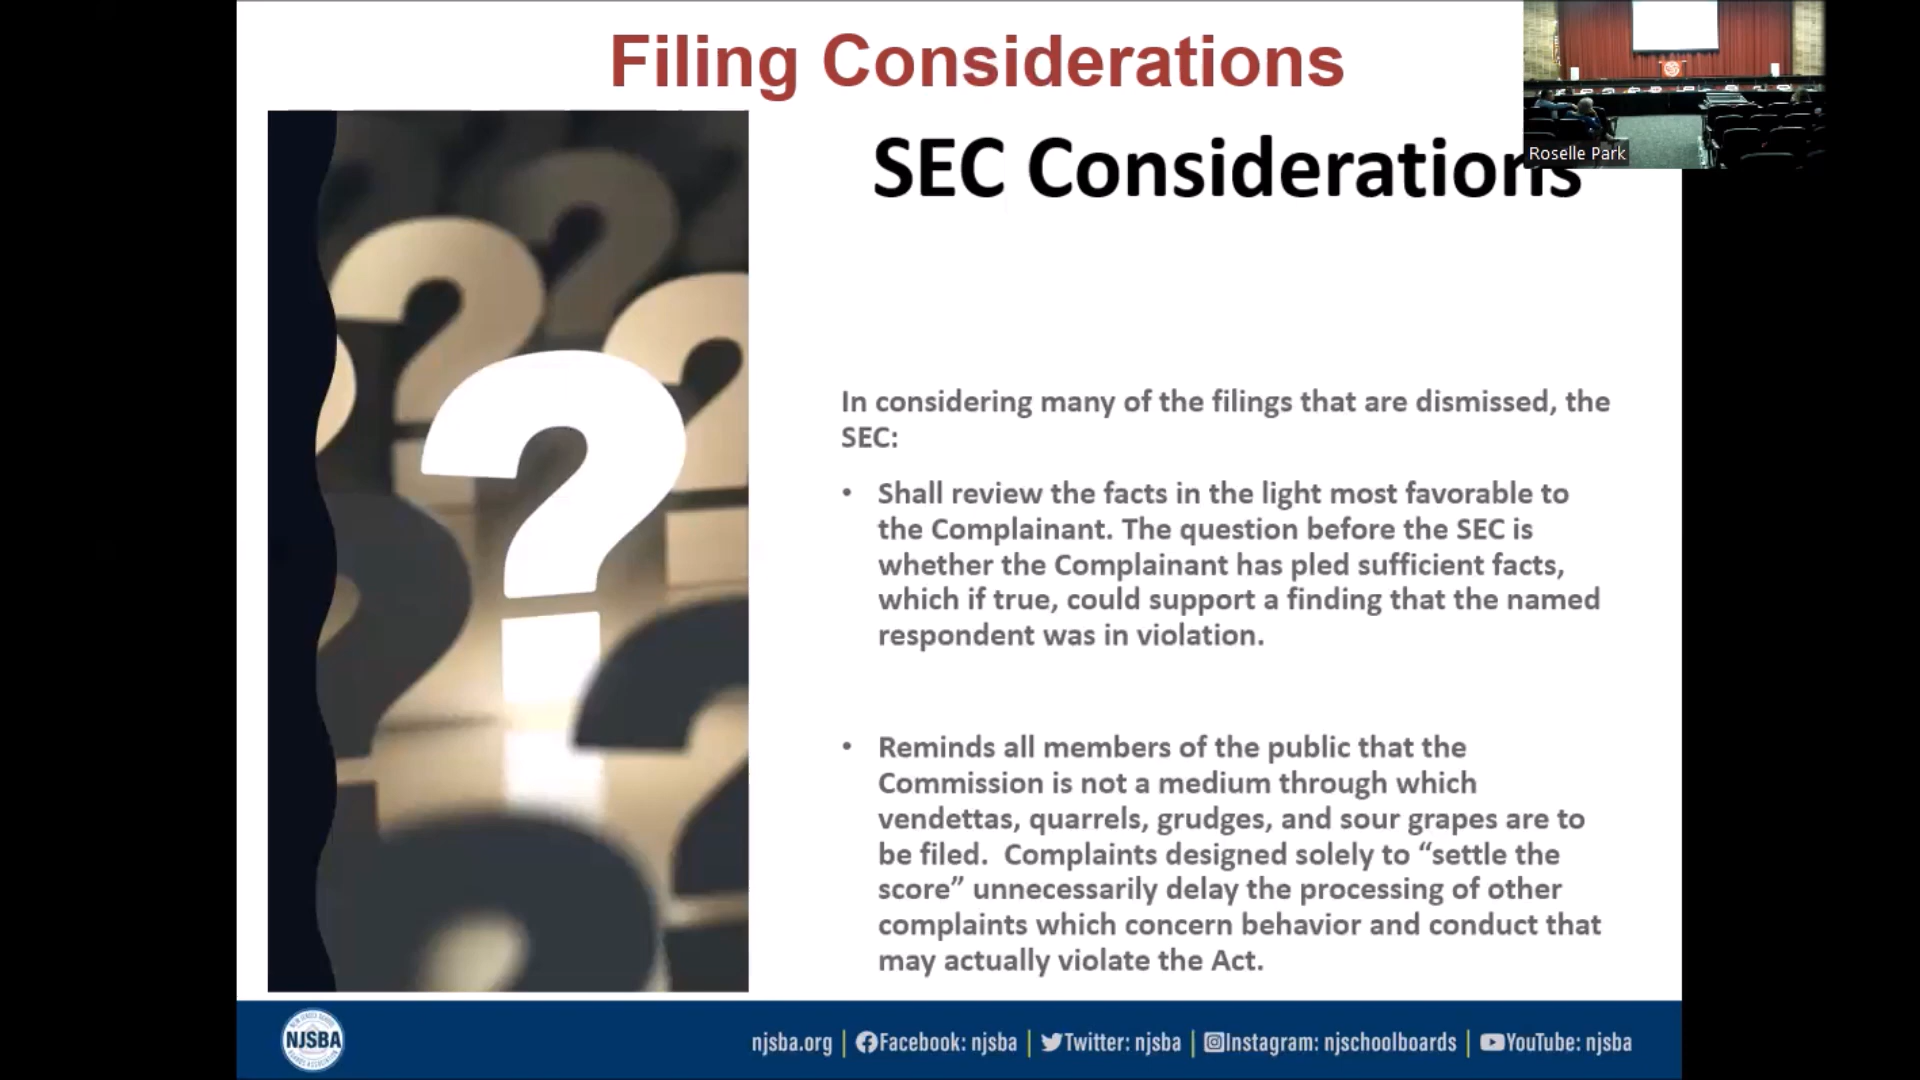 Filing Considerations
SEC Considerations
Roselle Park
In considering many of the filings that are dismissed, the
SEC:
• Shall review the facts in the light most favorable to
the Complainant. The question before the SEC is
whether the Complainant has pled sufficient facts,
which if true, could support a finding that the named
respondent was in violation.
• Reminds all members of the public that the
Commission is not a medium through which
vendettas, quarrels, grudges, and sour grapes are to
be filed.  Complaints designed solely to “settle the
score” unnecessarily delay the processing of other
complaints which concern behavior and conduct that
may actually violate the Act.
NJSBA
njsba.org | Facebook: njsba | Twitter: njsba | Instagram: njschoolboards | YouTube: njsba